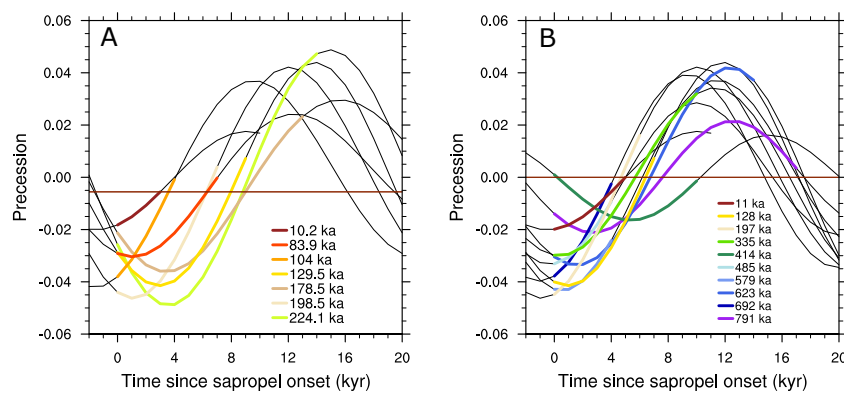 A
B
0.06
0.04
0.02
0.00
-0.02
-0.04
-0.06
Precession
0 4 8 12 16 20
Time since sapropel onset (kyr)
10.2 ka
83.9 ka
104 ka
129.5 ka
178.5 ka
198.5 ka
224.1 ka
0.06
0.04
0.02
0.00
-0.02
-0.04
-0.06
Precession
0 4 8 12 16 20
Time since sapropel onset (kyr)
11 ka
128 ka
197 ka
335 ka
414 ka
485 ka
579 ka
623 ka
692 ka
791 ka